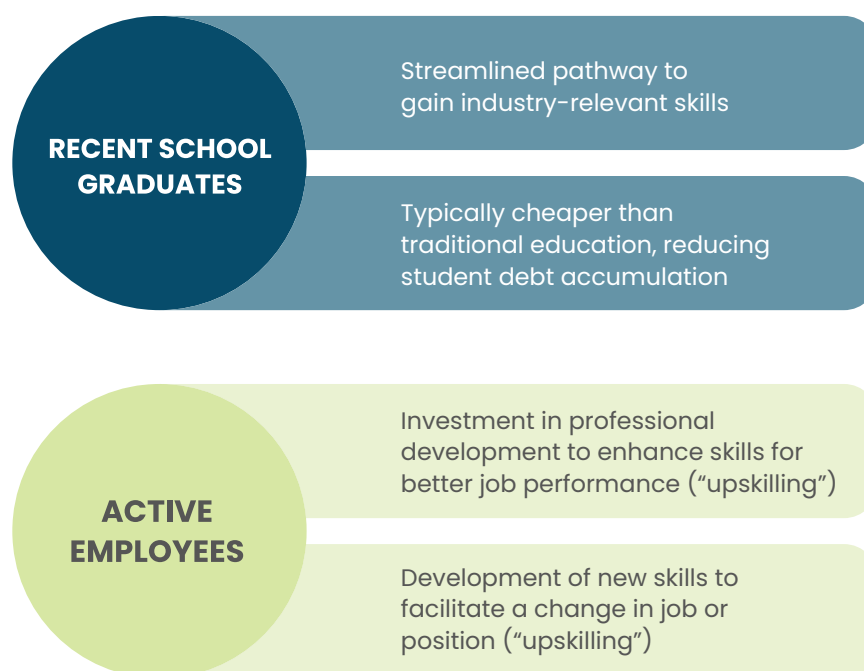 RECENT SCHOOL
GRADUATES
Streamlined pathway to
gain industry-relevant skills
Typically cheaper than
traditional education, reducing
student debt accumulation
ACTIVE
EMPLOYEES
Investment in professional
development to enhance skills for
better job performance (“upskilling”)
Development of new skills to
facilitate a change in job or
position (“upskilling”)